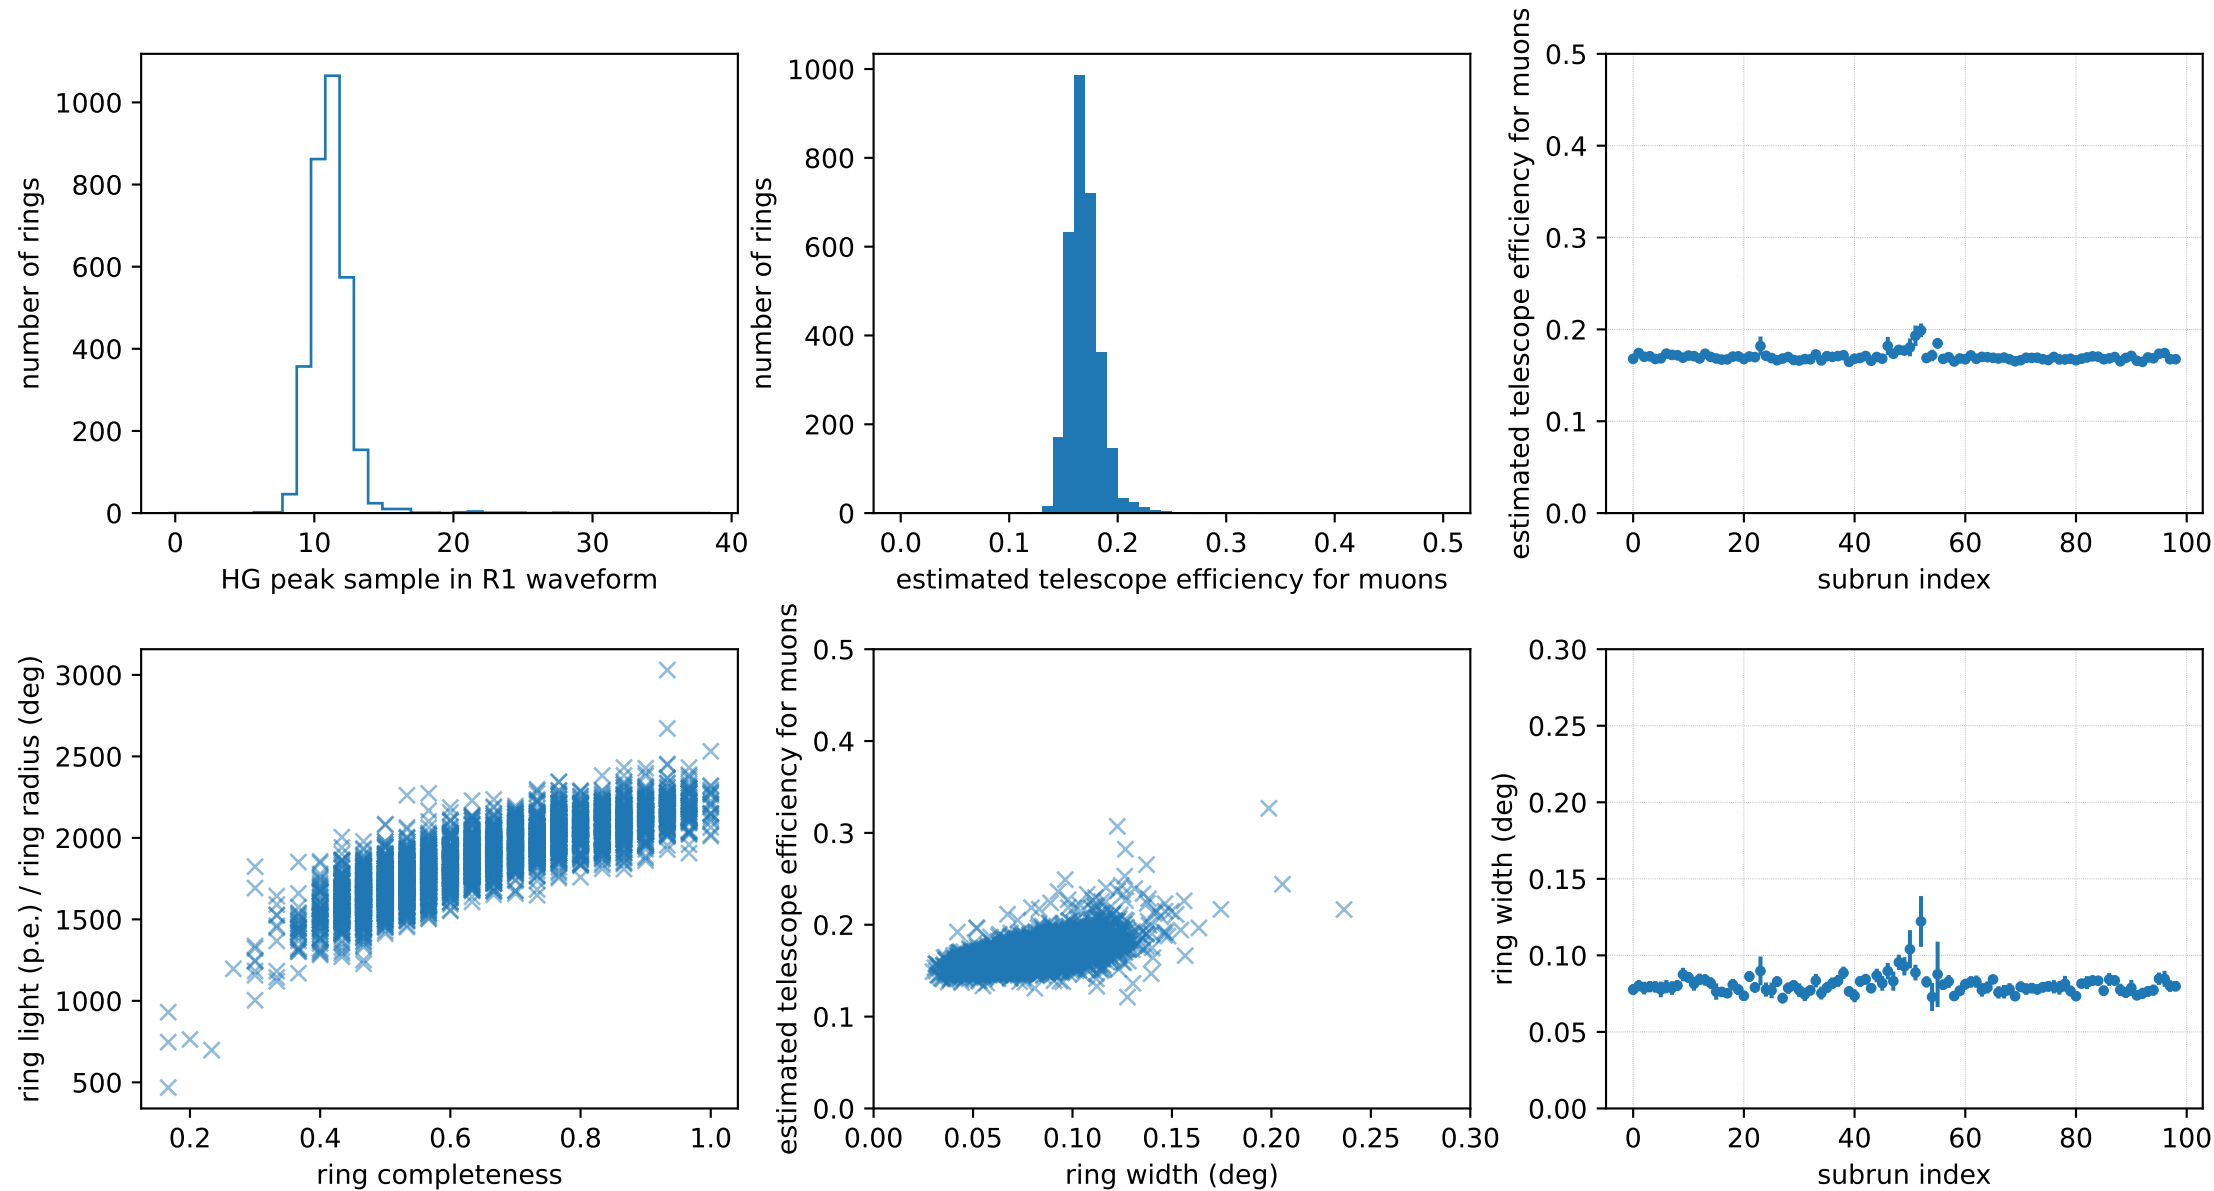 number of rings
1000
800
600
400
200
0
0 10 20 30 40
HG peak sample in R1 waveform
number of rings
1000
800
600
400
200
0
0.0 0.1 0.2 0.3 0.4 0.5
estimated telescope efficiency for muons
estimated telescope efficiency for muons
0.5
0.4
0.3
0.2
0.1
0.0
0 20 40 60 80 100
subrun index
ring light (p.e.) / ring radius (deg)
3000
2500
2000
1500
1000
500
0.2 0.4 0.6 0.8 1.0
ring completeness
estimated telescope efficiency for muons
0.5
0.4
0.3
0.2
0.1
0.0
0.00 0.05 0.10 0.15 0.20 0.25 0.30
ring width (deg)
ring width (deg)
0.30
0.25
0.20
0.15
0.10
0.05
0.00
0 20 40 60 80 100
subrun index